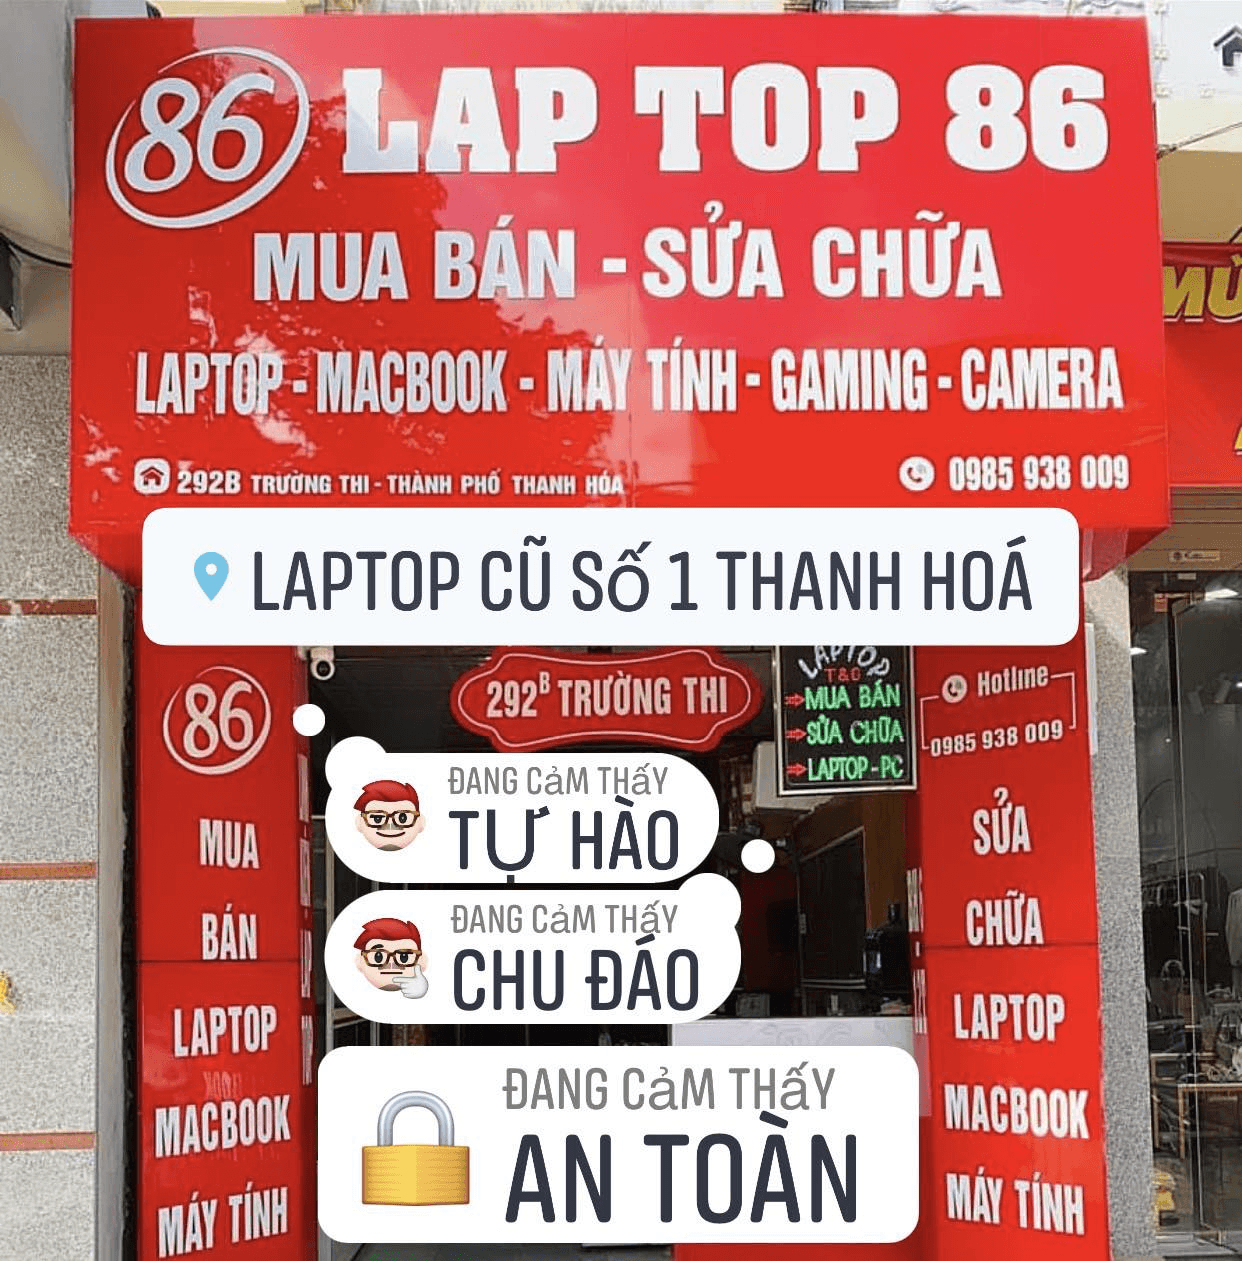 86 LAP TOP 86
MUA BÁN - SỬA CHỮA
LAPTOP - MACBOOK - MÁY TÍNH - GAMING - CAMERA
292B TRƯỜNG THI - THÀNH PHỐ THANH HÓA
0985 938 009
LAPTOP CŨ SỐ 1 THANH HOÁ
86
MUA
BÁN
LAPTOP
MACBOOK
MÁY TÍNH
292B TRƯỜNG THI
LAPTOP
T&C
MUA BÁN
SỬA CHỮA
LAPTOP - PC
Hotline
0985 938 009
SỬA
CHỮA
LAPTOP
MACBOOK
MÁY TÍNH
ĐANG CẢM THẤY
TỰ HÀO
ĐANG CẢM THẤY
CHU ĐÁO
ĐANG CẢM THẤY
AN TOÀN